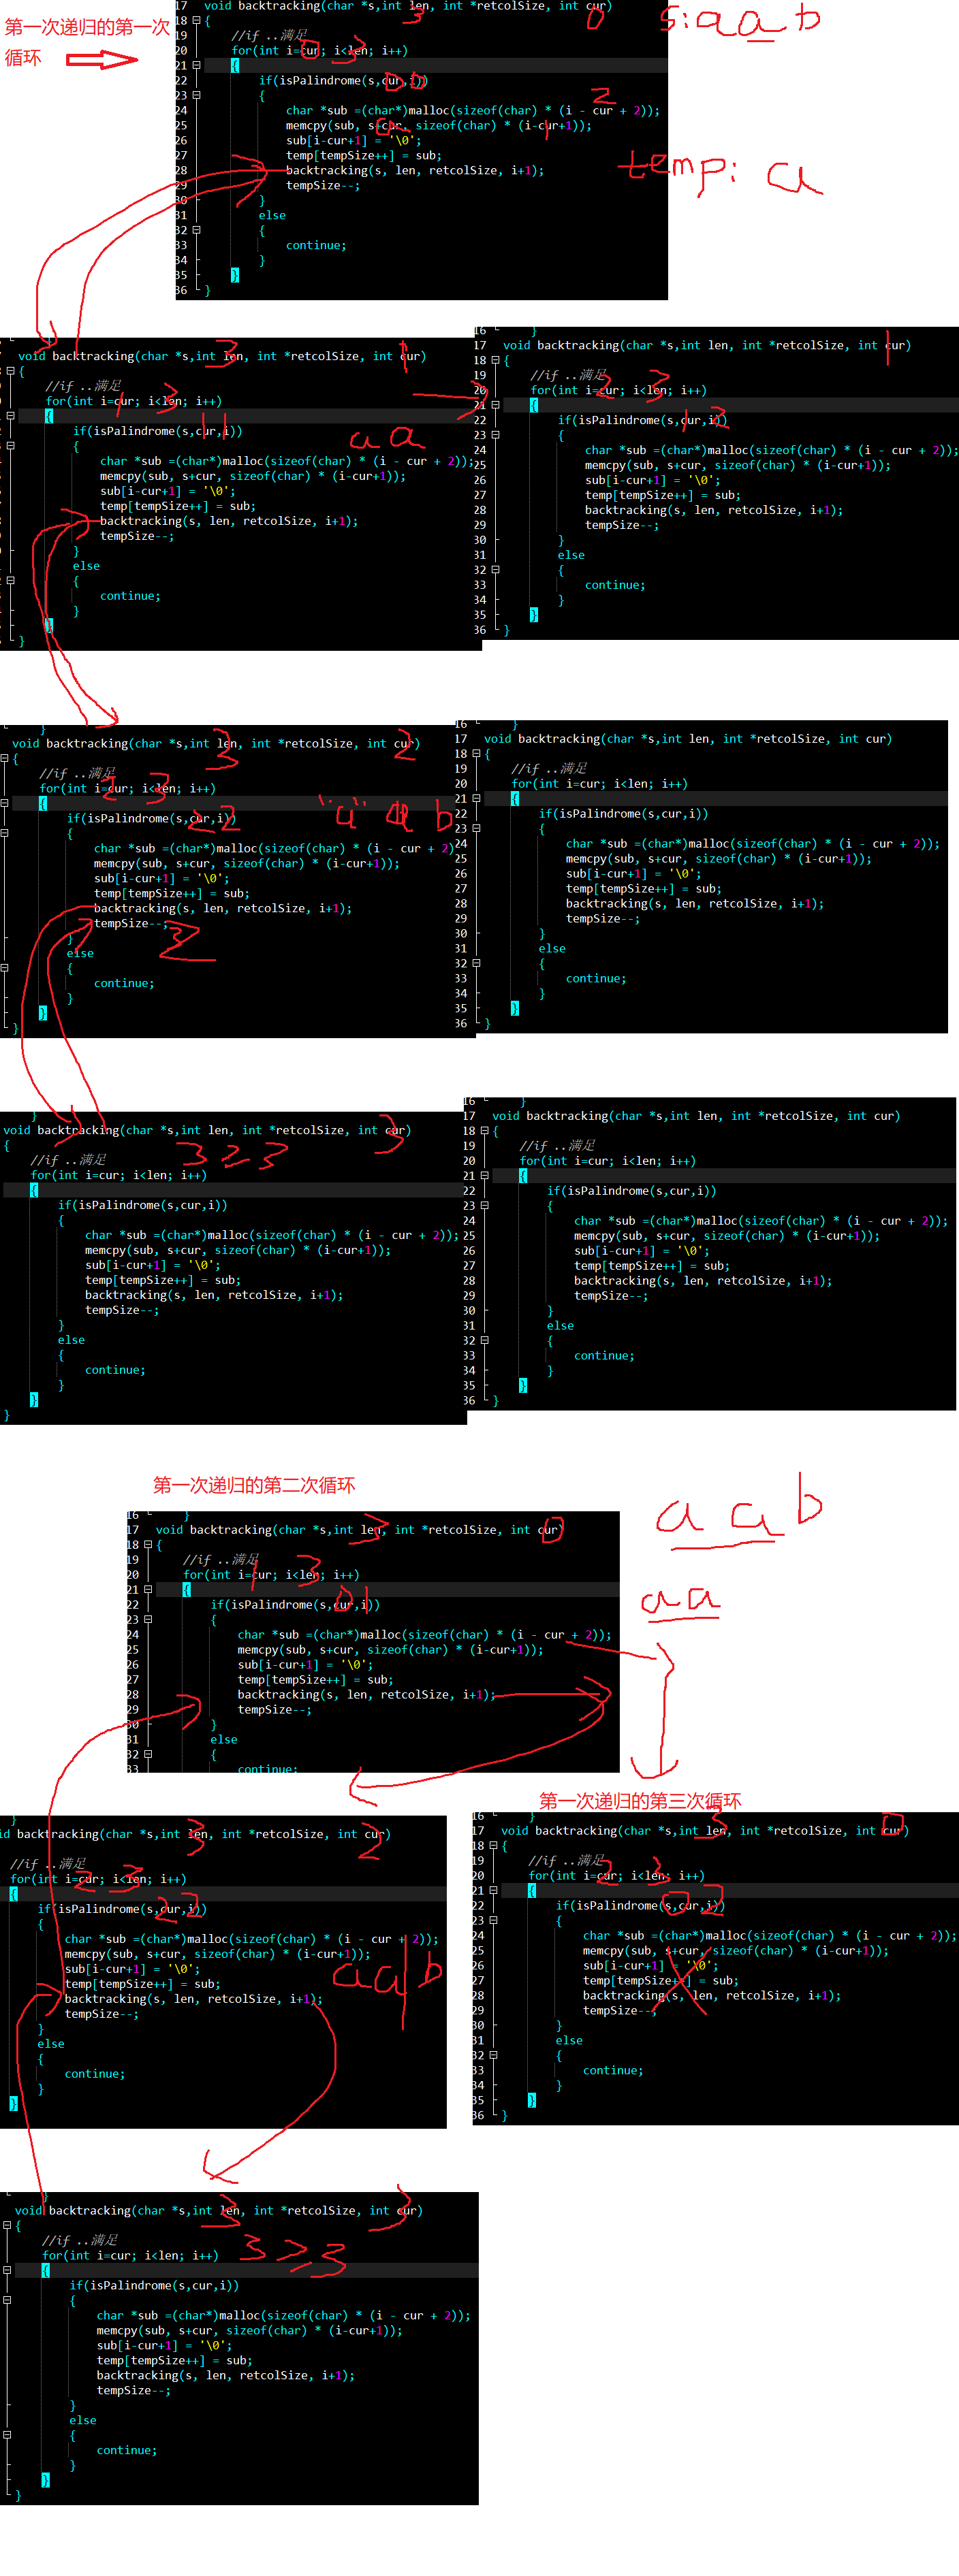 第一次递归的第一次
循环
17 void backtracking(char *s,int len, int *retcolSize, int cur)
3
0
s:aab
18 {
19 //if ..满足
20 for(int i=cur; i<len; i++)
0 3
21 {
22 if(isPalindrome(s,cur,i))
0 0
23 {
24 char *sub =(char*)malloc(sizeof(char) * (i - cur + 2));
2
25 memcpy(sub, s+cur, sizeof(char) * (i-cur+1));
0
1
26 sub[i-cur+1] = '\0';
27 temp[tempSize++] = sub;
28 backtracking(s, len, retcolSize, i+1);
temp: a
29 tempSize--;
30 }
31 else
32 {
33 continue;
34 }
35 }
36 }
void backtracking(char *s,int len, int *retcolSize, int cur)
3
1
{
//if ..满足
for(int i=cur; i<len; i++)
1 3
{
if(isPalindrome(s,cur,i))
1 1
a a
{
char *sub =(char*)malloc(sizeof(char) * (i - cur + 2));
memcpy(sub, s+cur, sizeof(char) * (i-cur+1));
sub[i-cur+1] = '\0';
temp[tempSize++] = sub;
backtracking(s, len, retcolSize, i+1);
tempSize--;
}
else
{
continue;
}
}
}
16 }
17 void backtracking(char *s,int len, int *retcolSize, int cur)
1
18 {
19 //if ..满足
20 for(int i=cur; i<len; i++)
2 3
21 {
22 if(isPalindrome(s,cur,i))
1 2
23 {
24 char *sub =(char*)malloc(sizeof(char) * (i - cur + 2));
25 memcpy(sub, s+cur, sizeof(char) * (i-cur+1));
26 sub[i-cur+1] = '\0';
27 temp[tempSize++] = sub;
28 backtracking(s, len, retcolSize, i+1);
29 tempSize--;
30 }
31 else
32 {
33 continue;
34 }
35 }
36 }
}
void backtracking(char *s,int len, int *retcolSize, int cur)
3
2
{
//if ..满足
for(int i=cur; i<len; i++)
2 3
{
if(isPalindrome(s,cur,i))
2 2
"a" a b
{
char *sub =(char*)malloc(sizeof(char) * (i - cur + 2)
memcpy(sub, s+cur, sizeof(char) * (i-cur+1));
sub[i-cur+1] = '\0';
temp[tempSize++] = sub;
backtracking(s, len, retcolSize, i+1);
tempSize--;
}
else
{
continue;
}
}
}
16 }
17 void backtracking(char *s,int len, int *retcolSize, int cur)
18 {
19 //if ..满足
20 for(int i=cur; i<len; i++)
21 {
22 if(isPalindrome(s,cur,i))
23 {
24 char *sub =(char*)malloc(sizeof(char) * (i - cur + 2));
25 memcpy(sub, s+cur, sizeof(char) * (i-cur+1));
26 sub[i-cur+1] = '\0';
27 temp[tempSize++] = sub;
28 backtracking(s, len, retcolSize, i+1);
29 tempSize--;
30 }
31 else
32 {
33 continue;
34 }
35 }
36 }
}
void backtracking(char *s,int len, int *retcolSize, int cur)
3
{
//if ..满足
3 ≥ 3
for(int i=cur; i<len; i++)
{
if(isPalindrome(s,cur,i))
{
char *sub =(char*)malloc(sizeof(char) * (i - cur + 2));
memcpy(sub, s+cur, sizeof(char) * (i-cur+1));
sub[i-cur+1] = '\0';
temp[tempSize++] = sub;
backtracking(s, len, retcolSize, i+1);
tempSize--;
}
else
{
continue;
}
}
}
16 }
17 void backtracking(char *s,int len, int *retcolSize, int cur)
18 {
19 //if ..满足
20 for(int i=cur; i<len; i++)
21 {
22 if(isPalindrome(s,cur,i))
23 {
24 char *sub =(char*)malloc(sizeof(char) * (i - cur + 2));
25 memcpy(sub, s+cur, sizeof(char) * (i-cur+1));
26 sub[i-cur+1] = '\0';
27 temp[tempSize++] = sub;
28 backtracking(s, len, retcolSize, i+1);
29 tempSize--;
30 }
31 else
32 {
33 continue;
34 }
35 }
36 }
第一次递归的第二次循环
16 }
17 void backtracking(char *s,int len, int *retcolSize, int cur)
3
0
a a b
18 {
19 //if ..满足
20 for(int i=cur; i<len; i++)
1 3
21 {
22 if(isPalindrome(s,cur,i))
0 1
aa
23 {
24 char *sub =(char*)malloc(sizeof(char) * (i - cur + 2));
25 memcpy(sub, s+cur, sizeof(char) * (i-cur+1));
26 sub[i-cur+1] = '\0';
27 temp[tempSize++] = sub;
28 backtracking(s, len, retcolSize, i+1);
29 tempSize--;
30 }
31 else
32 {
33 continue;
}
id backtracking(char *s,int len, int *retcolSize, int cur)
3
2
//if ..满足
for(int i=cur; i<len; i++)
2 3
{
if(isPalindrome(s,cur,i))
2 2
{
char *sub =(char*)malloc(sizeof(char) * (i - cur + 2));
memcpy(sub, s+cur, sizeof(char) * (i-cur+1));
sub[i-cur+1] = '\0';
aa|b
temp[tempSize++] = sub;
backtracking(s, len, retcolSize, i+1);
tempSize--;
}
else
{
continue;
}
}
第一次递归的第三次循环
16 }
17 void backtracking(char *s,int len, int *retcolSize, int cur)
3
0
18 {
19 //if ..满足
20 for(int i=cur; i<len; i++)
2 3
21 {
22 if(isPalindrome(s,cur,i))
0 2
23 {
24 char *sub =(char*)malloc(sizeof(char) * (i - cur + 2));
25 memcpy(sub, s+cur, sizeof(char) * (i-cur+1));
26 sub[i-cur+1] = '\0';
27 temp[tempSize++] = sub;
28 backtracking(s, len, retcolSize, i+1);
29 tempSize--;
30 }
31 else
32 {
33 continue;
34 }
35 }
36 }
}
void backtracking(char *s,int len, int *retcolSize, int cur)
3
3
{
//if ..满足
for(int i=cur; i<len; i++)
3 ≥ 3
{
if(isPalindrome(s,cur,i))
{
char *sub =(char*)malloc(sizeof(char) * (i - cur + 2));
memcpy(sub, s+cur, sizeof(char) * (i-cur+1));
sub[i-cur+1] = '\0';
temp[tempSize++] = sub;
backtracking(s, len, retcolSize, i+1);
tempSize--;
}
else
{
continue;
}
}
}